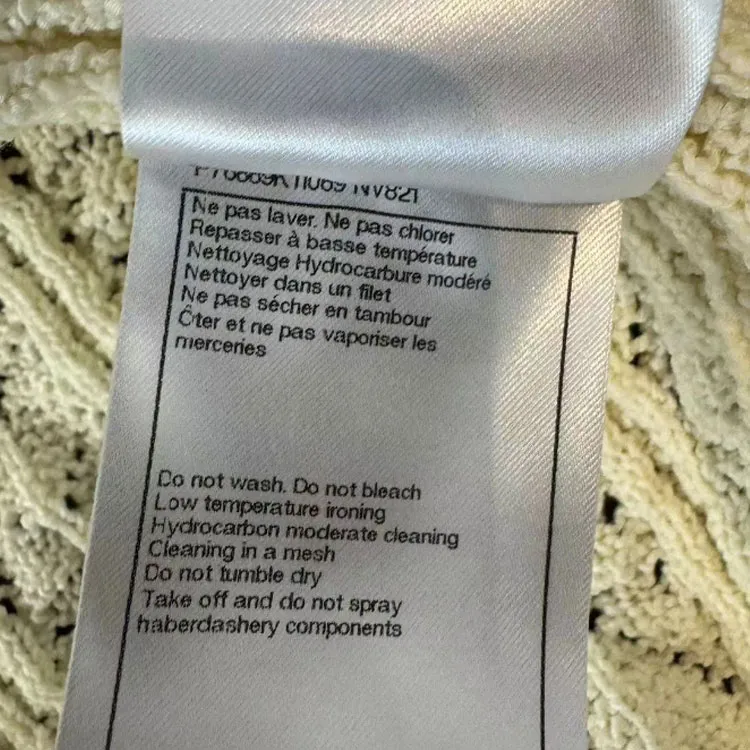 NV821
Ne pas laver. Ne pas chlorer
Repasser à basse température
Nettoyage Hydrocarbure modéré
Nettoyer dans un filet
Ne pas sécher en tambour
Ôter et ne pas vaporiser les
merceries
Do not wash. Do not bleach
Low temperature ironing
Hydrocarbon moderate cleaning
Cleaning in a mesh
Do not tumble dry
Take off and do not spray
haberdashery components